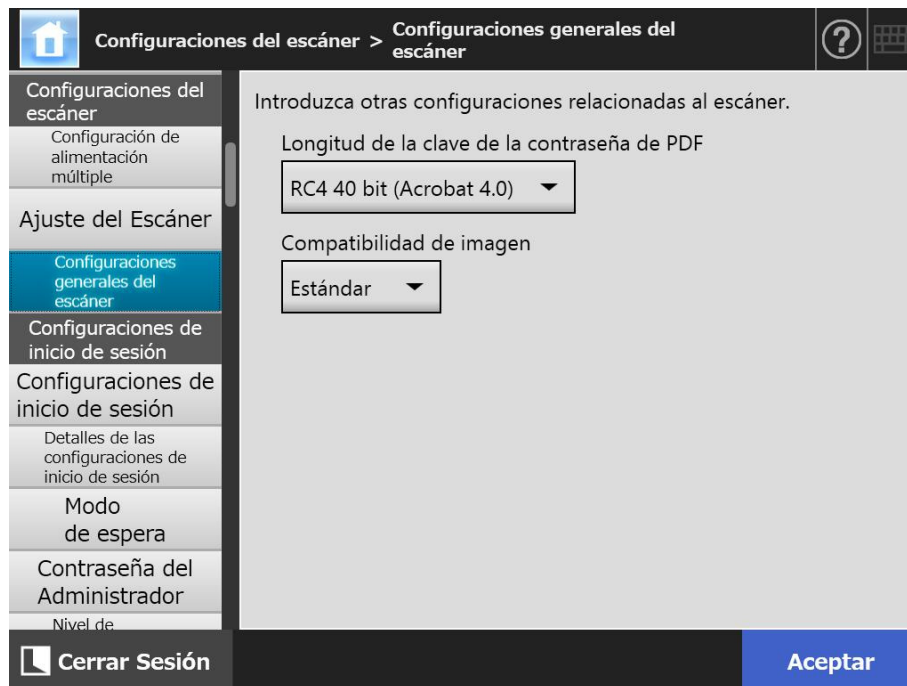 Configuraciones del escáner > Configuraciones generales del
escáner
?
Configuraciones del
escáner
Configuración de
alimentación
múltiple
Ajuste del Escáner
Configuraciones
generales del
escáner
Configuraciones de
inicio de sesión
Configuraciones de
inicio de sesión
Detalles de las
configuraciones de
inicio de sesión
Modo
de espera
Contraseña del
Administrador
Nivel de
Cerrar Sesión
Introduzca otras configuraciones relacionadas al escáner.
Longitud de la clave de la contraseña de PDF
RC4 40 bit (Acrobat 4.0)
Compatibilidad de imagen
Estándar
Aceptar